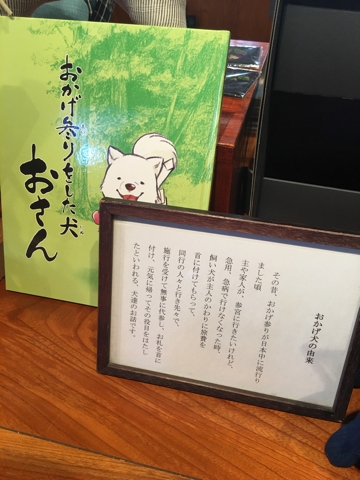 おかげ参りをした犬
おさん
おかげ犬の由来
その昔、おかげ参りが日本中に流行り
ました頃
主や家人が、参宮に行きたいけれど、
急用、急病で行けなくなった時、
飼い犬が主人のかわりに旅費を
首に付けてもらって、
同行の人々と行き先々で、
施行を受けて無事に代参し、お札を首に
付け、元気に帰ってその役目をはたし
たといわれる、犬達のお話です。